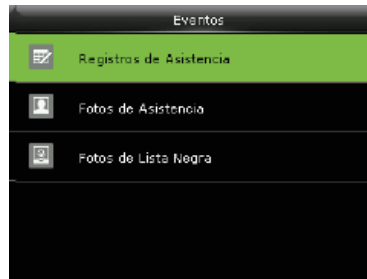 Eventos
Registros de Asistencia
Fotos de Asistencia
Fotos de Lista Negra